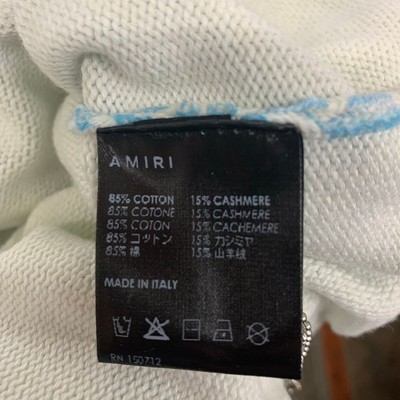 AMIRI
85% COTTON 15% CASHMERE
85% COTONE 15% CASHMERE
85% COTON 15% CACHEMERE
85% コットン 15% カシミヤ
85% 棉 15% 山羊绒
MADE IN ITALY
RN 150712